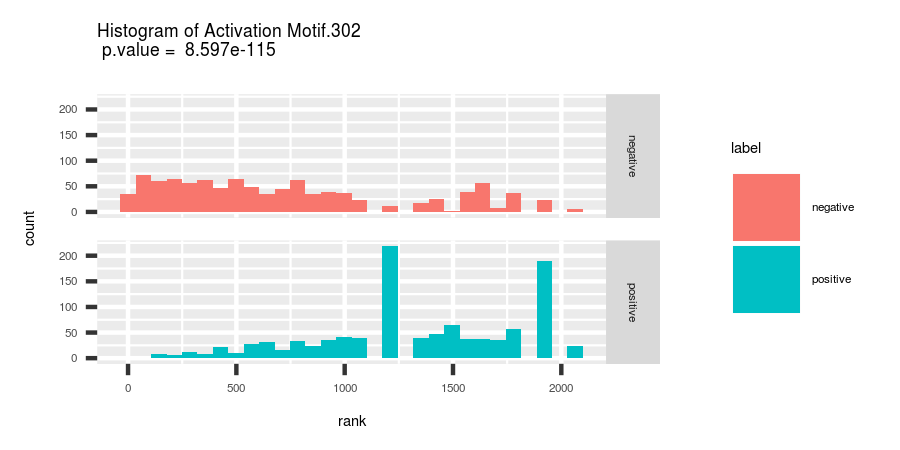 Histogram of Activation Motif.302
p.value =  8.597e-115
200
150
100
50
0
negative
200
150
100
50
0
positive
0
500
1000
1500
2000
rank
count
label
negative
positive